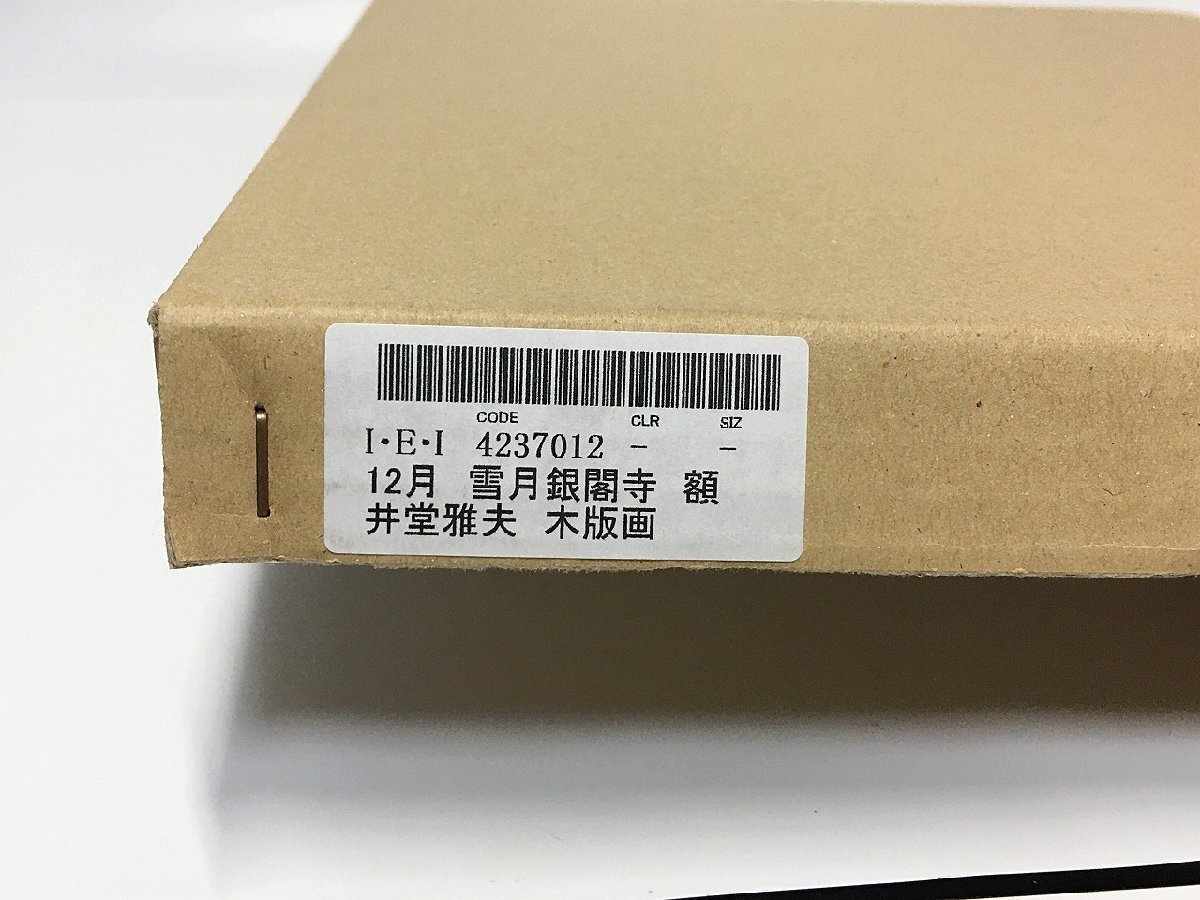 CODE CLR SIZ
I・E・I 4237012 － －
12月 雪月銀閣寺 額
井堂雅夫 木版画